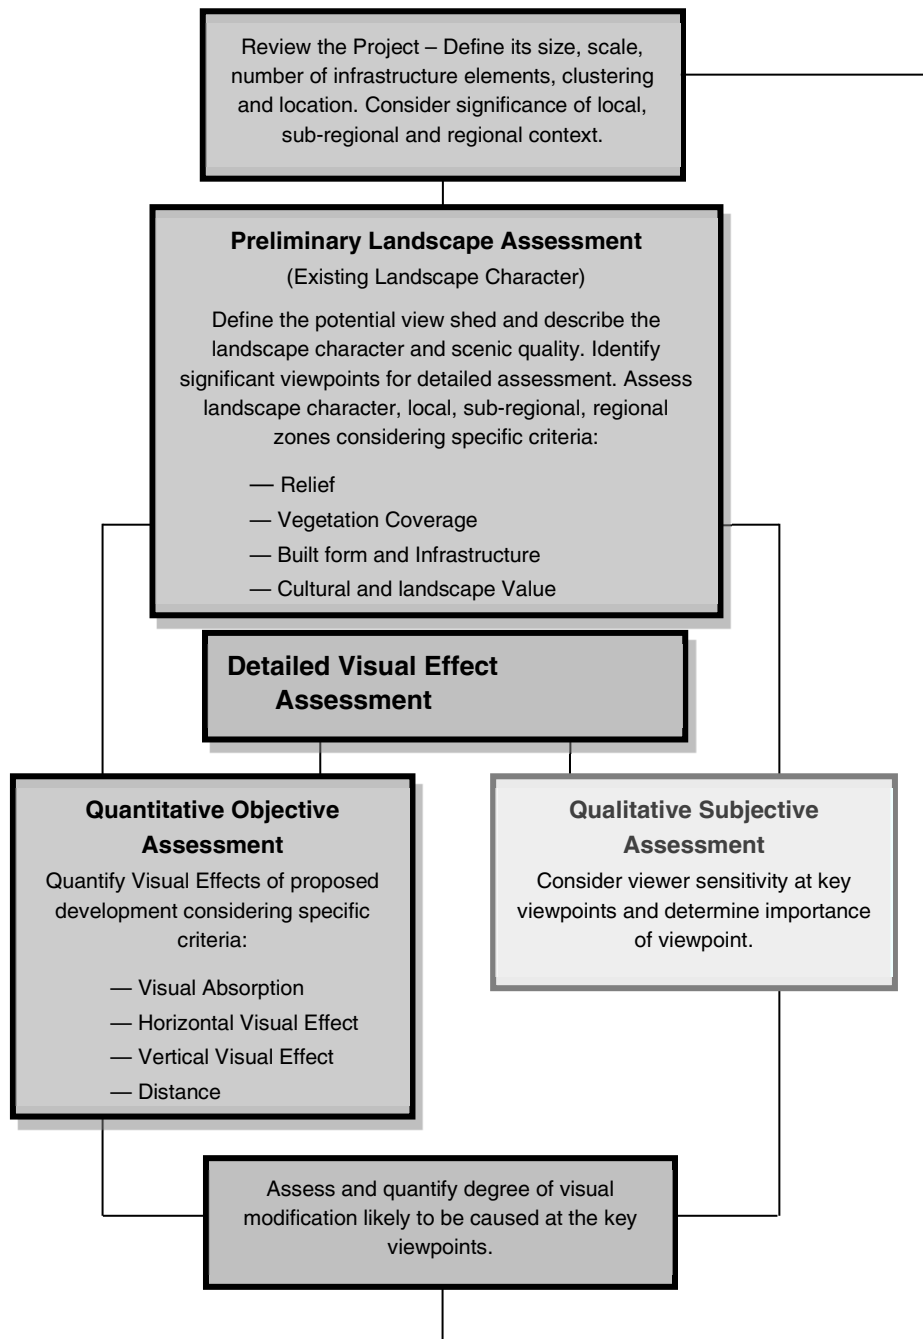 Review the Project – Define its size, scale,
number of infrastructure elements, clustering
and location. Consider significance of local,
sub-regional and regional context.
Preliminary Landscape Assessment
(Existing Landscape Character)
Define the potential view shed and describe the
landscape character and scenic quality. Identify
significant viewpoints for detailed assessment. Assess
landscape character, local, sub-regional, regional
zones considering specific criteria:
— Relief
— Vegetation Coverage
— Built form and Infrastructure
— Cultural and landscape Value
Detailed Visual Effect
Assessment
Quantitative Objective
Assessment
Quantify Visual Effects of proposed
development considering specific
criteria:
— Visual Absorption
— Horizontal Visual Effect
— Vertical Visual Effect
— Distance
Qualitative Subjective
Assessment
Consider viewer sensitivity at key
viewpoints and determine importance
of viewpoint.
Assess and quantify degree of visual
modification likely to be caused at the key
viewpoints.